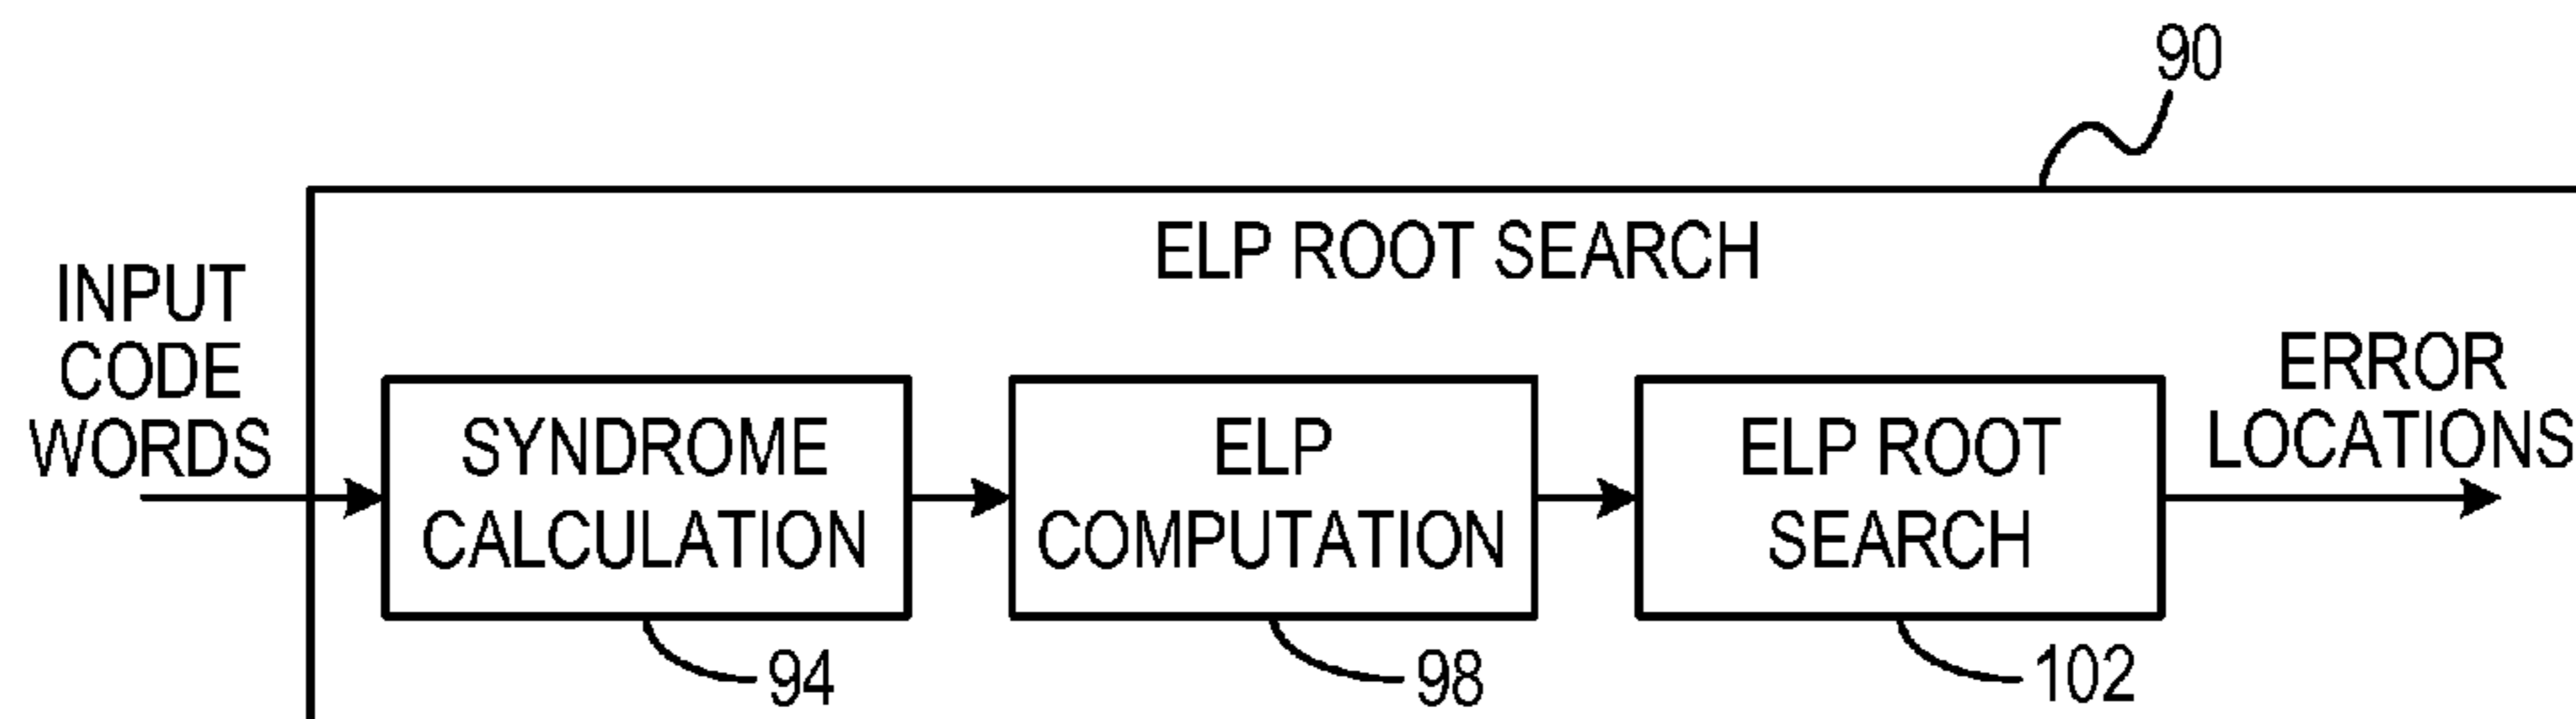 90
ELP ROOT SEARCH
INPUT
CODE
WORDS
SYNDROME
CALCULATION
ELP
COMPUTATION
ELP ROOT
SEARCH
ERROR
LOCATIONS
94
98
102